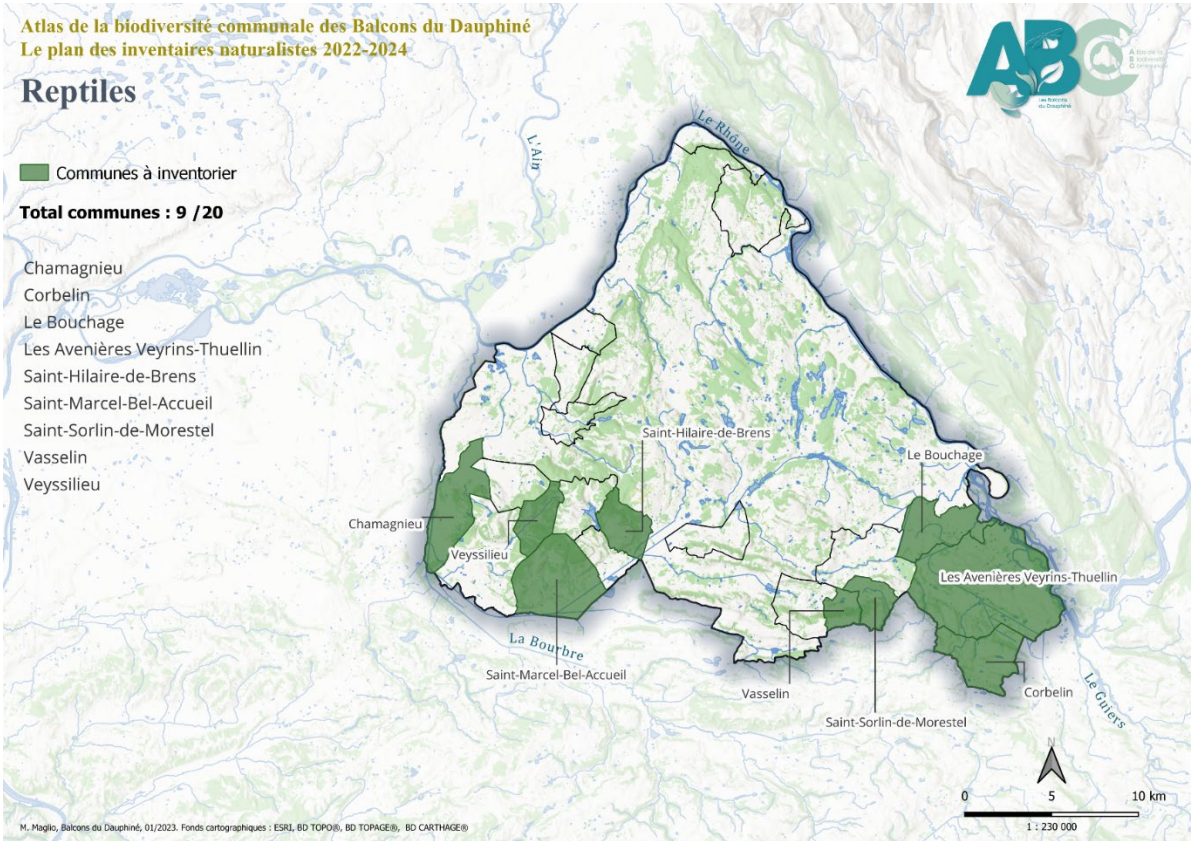 Atlas de la biodiversité communale des Balcons du Dauphiné
Le plan des inventaires naturalistes 2022-2024
Reptiles
ABC
Atlas de la
Biodiversité
Communale
Les Balcons
du Dauphiné
Communes à inventorier
Total communes : 9 /20
Chamagnieu
Corbelin
Le Bouchage
Les Avenières Veyrins-Thuellin
Saint-Hilaire-de-Brens
Saint-Marcel-Bel-Accueil
Saint-Sorlin-de-Morestel
Vasselin
Veyssilieu
Le Rhône
L'Ain
Saint-Hilaire-de-Brens
Le Bouchage
Chamagnieu
Veyssilieu
Les Avenières Veyrins-Thuellin
La Bourbre
Saint-Marcel-Bel-Accueil
Vasselin
Corbelin
Le Guiers
Saint-Sorlin-de-Morestel
N
0 5 10 km
1 : 230 000
M. Maglio, Balcons du Dauphiné, 01/2023. Fonds cartographiques : ESRI, BD TOPO®, BD TOPAGE®, BD CARTHAGE®